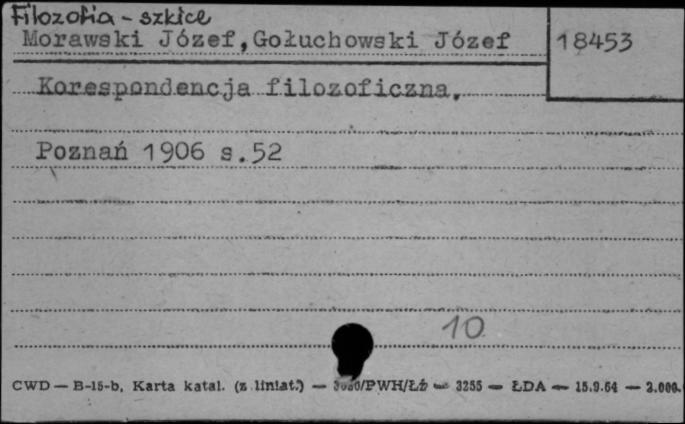 Filozofia - szkice
Morawski Józef, Gołuchowski Józef
18453
Korespondencja filozoficzna.
Poznań 1906 s.52
10
CWD — B-15-b, Karta katal. (z liniat.) — /PWH/Łż — 3255 — ŁDA — 15.9.64 — 2.000.